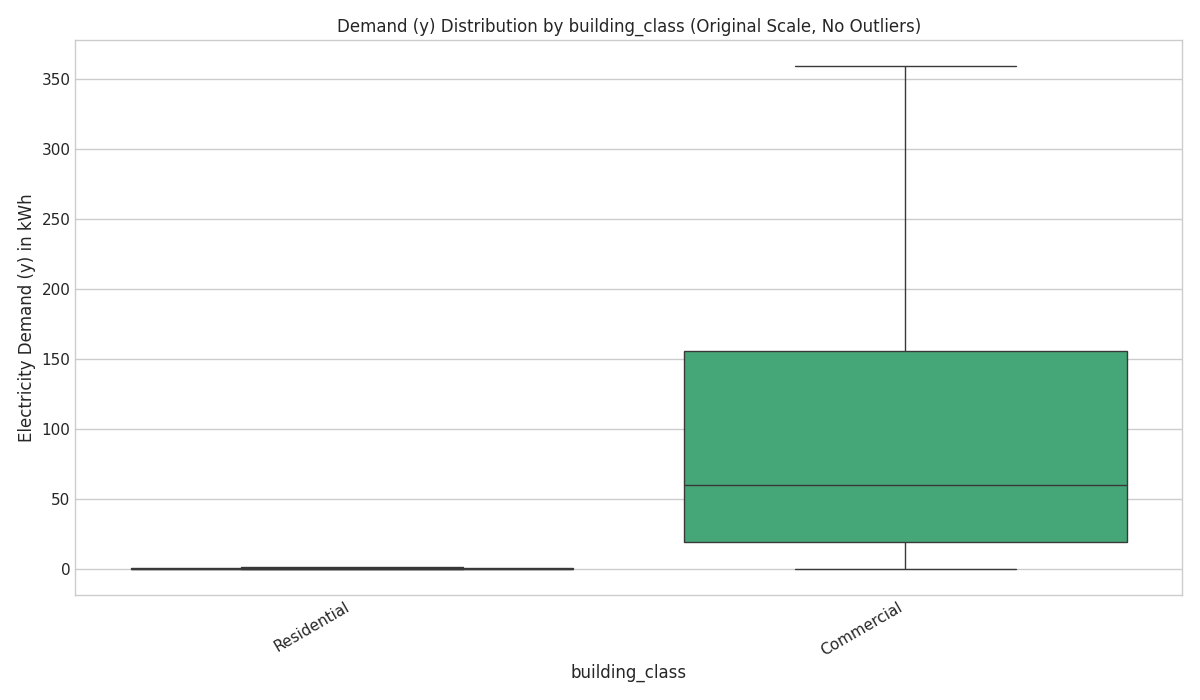 Demand (y) Distribution by building_class (Original Scale, No Outliers)
Electricity Demand (y) in kWh
350
300
250
200
150
100
50
0
Residential
Commercial
building_class